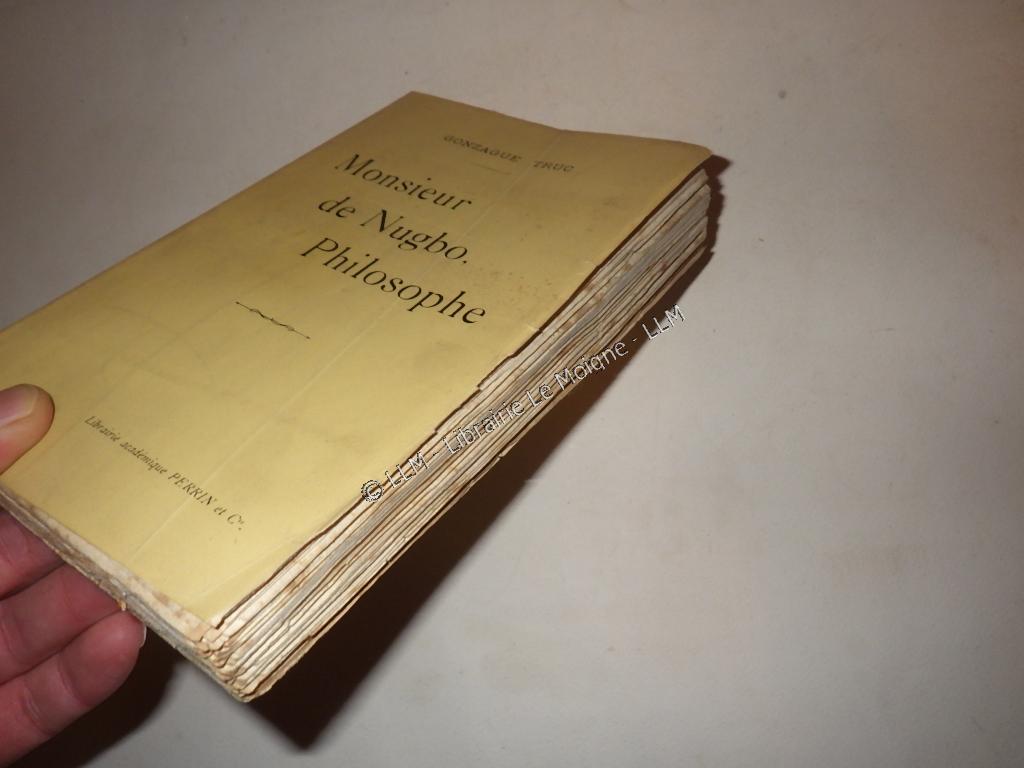 GONZAGUE TRUC
Monsieur
de Nugbo.
Philosophe
Librairie académique PERRIN et Cie.
© LLM - Librairie Le Moigne - LLM